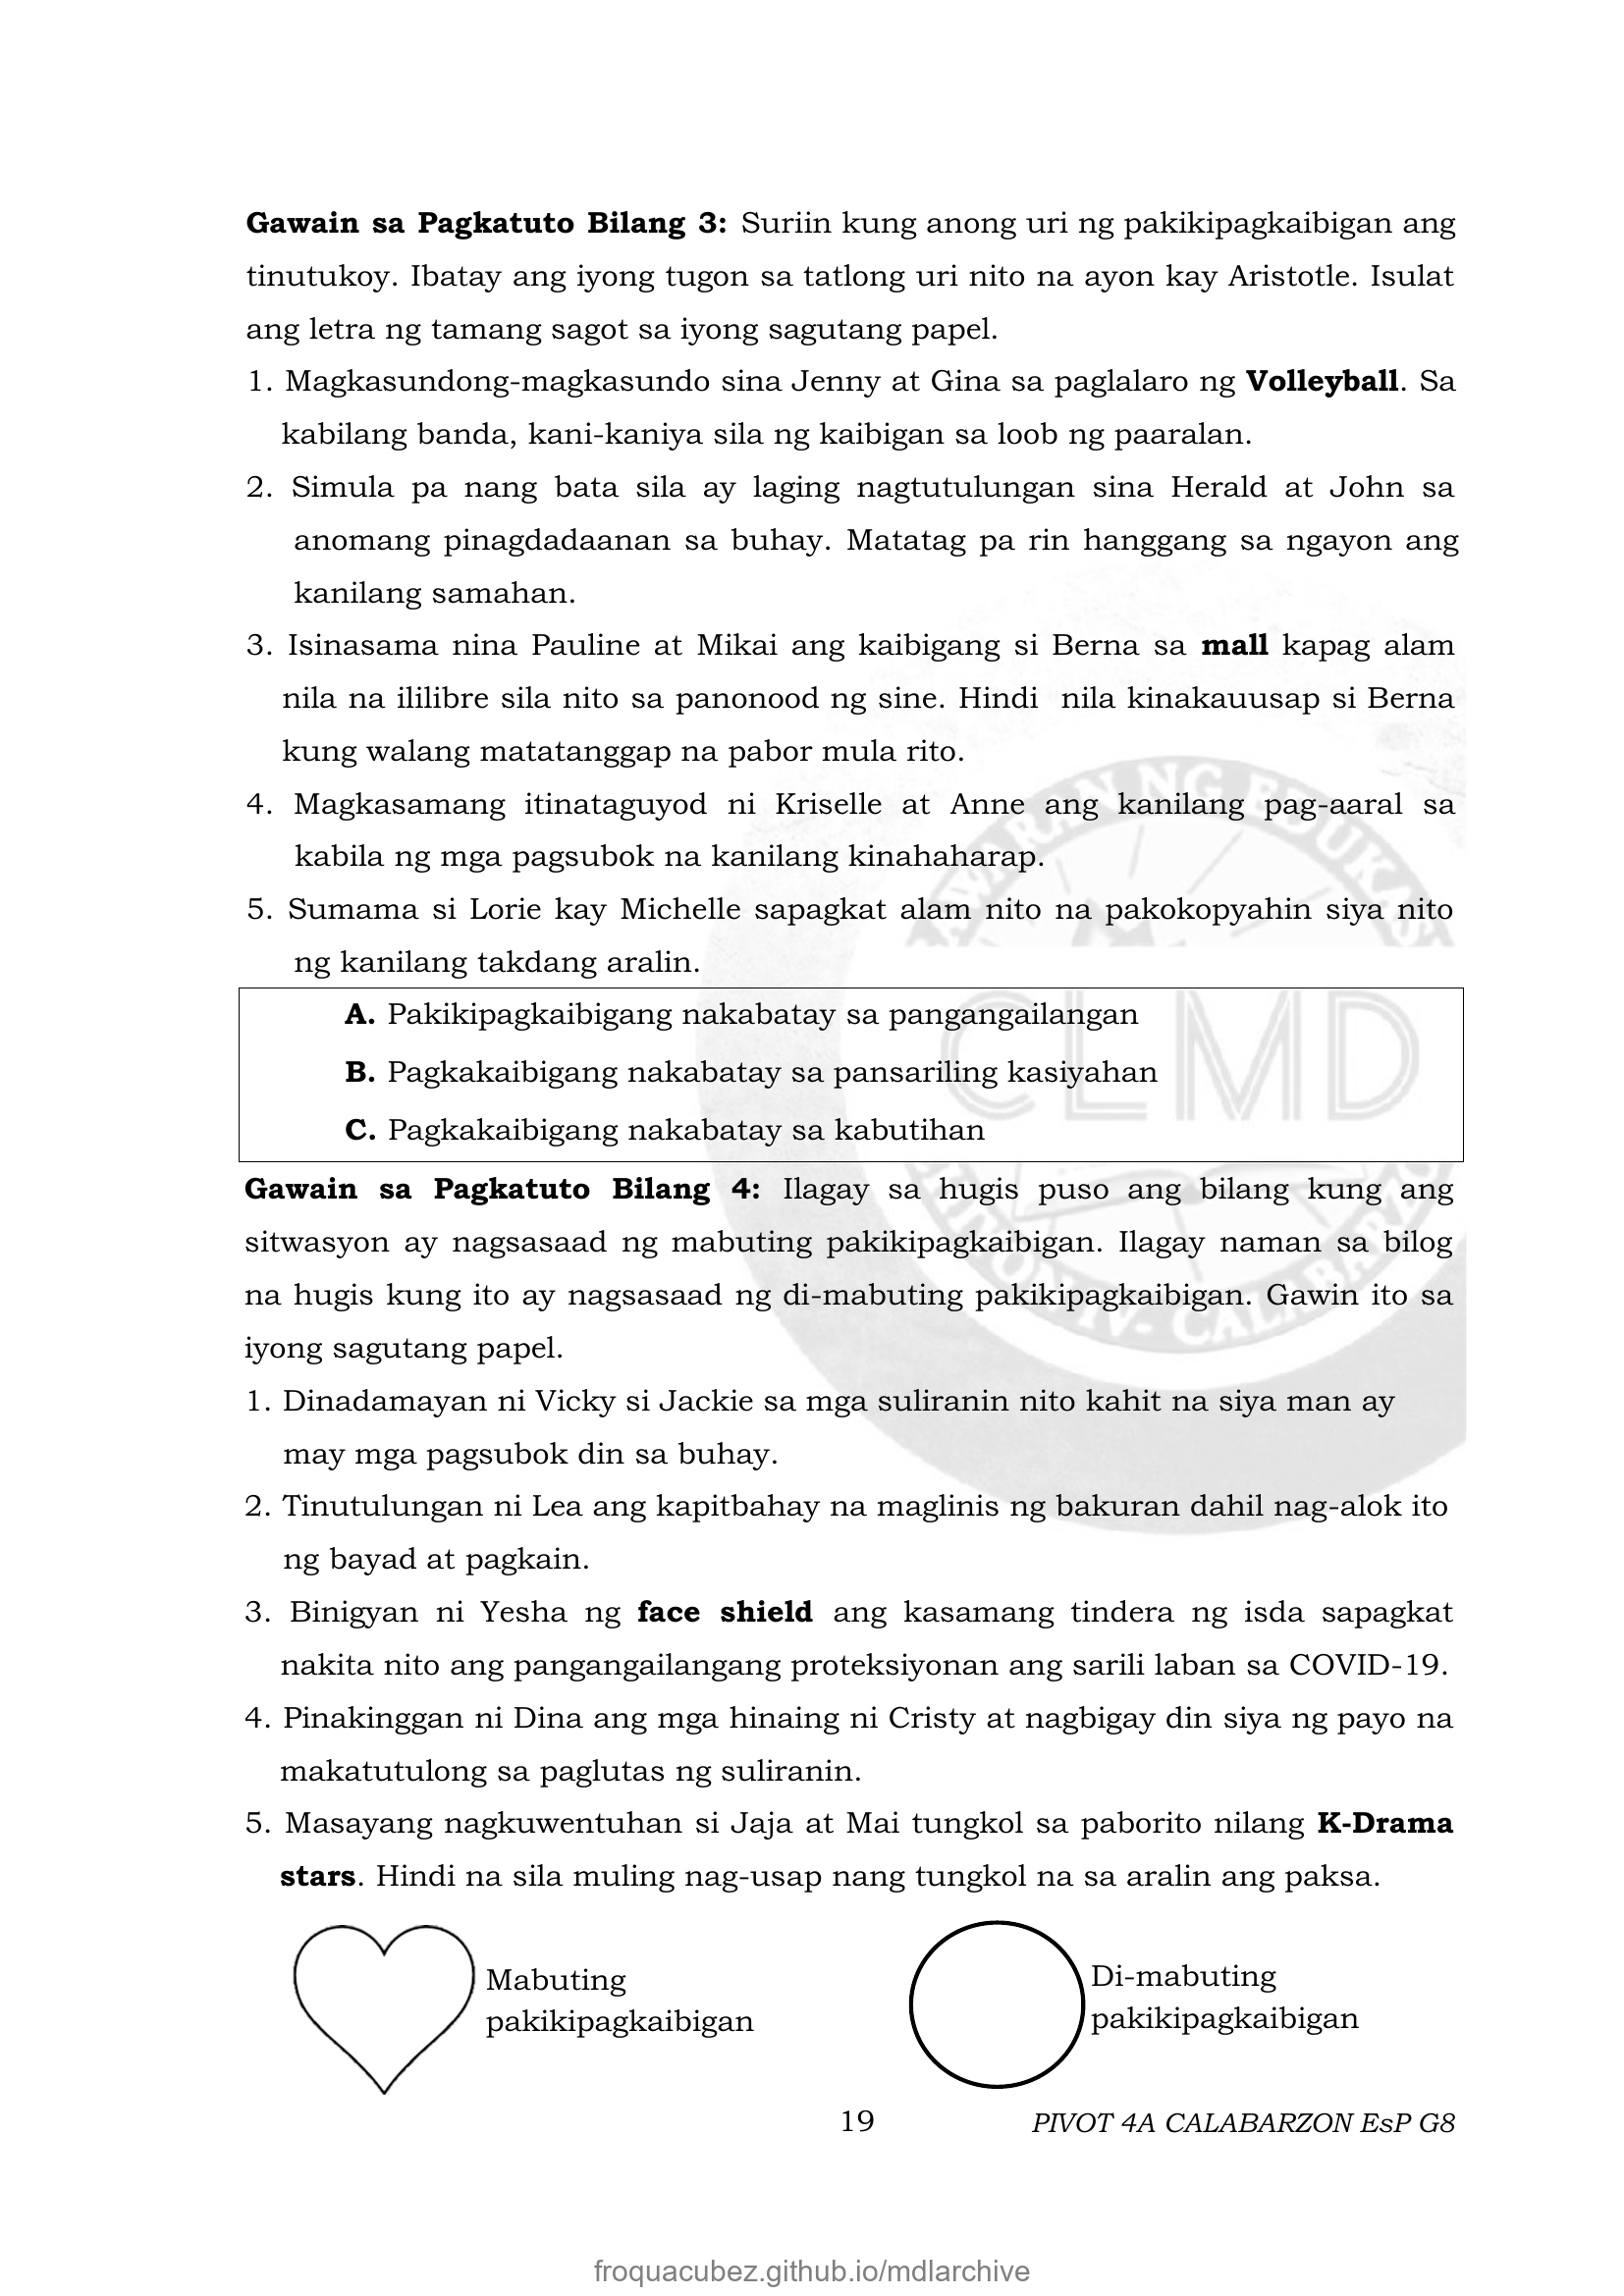 Gawain sa Pagkatuto Bilang 3: Suriin kung anong uri ng pakikipagkaibigan ang
tinutukoy. Ibatay ang iyong tugon sa tatlong uri nito na ayon kay Aristotle. Isulat
ang letra ng tamang sagot sa iyong sagutang papel.
1. Magkasundong-magkasundo sina Jenny at Gina sa paglalaro ng Volleyball. Sa
kabilang banda, kani-kaniya sila ng kaibigan sa loob ng paaralan.
2. Simula pa nang bata sila ay laging nagtutulungan sina Herald at John sa
anomang pinagdadaanan sa buhay. Matatag pa rin hanggang sa ngayon ang
kanilang samahan.
3. Isinasama nina Pauline at Mikai ang kaibigang si Berna sa mall kapag alam
nila na ililibre sila nito sa panonood ng sine. Hindi nila kinakauusap si Berna
kung walang matatanggap na pabor mula rito.
4. Magkasamang itinataguyod ni Kriselle at Anne ang kanilang pag-aaral sa
kabila ng mga pagsubok na kanilang kinahaharap.
5. Sumama si Lorie kay Michelle sapagkat alam nito na pakokopyahin siya nito
ng kanilang takdang aralin.
A. Pakikipagkaibigang nakabatay sa pangangailangan
B. Pagkakaibigang nakabatay sa pansariling kasiyahan
C. Pagkakaibigang nakabatay sa kabutihan
CLMD
Gawain sa Pagkatuto Bilang 4: Ilagay sa hugis puso ang bilang kung ang
sitwasyon ay nagsasaad ng mabuting pakikipagkaibigan. Ilagay naman sa bilog
na hugis kung ito ay nagsasaad ng di-mabuting pakikipagkaibigan. Gawin ito sa
iyong sagutang papel.
1. Dinadamayan ni Vicky si Jackie sa mga suliranin nito kahit na siya man ay
may mga pagsubok din sa buhay.
2. Tinutulungan ni Lea ang kapitbahay na maglinis ng bakuran dahil nag-alok ito
ng bayad at pagkain.
3. Binigyan ni Yesha ng face shield ang kasamang tindera ng isda sapagkat
nakita nito ang pangangailangang proteksiyonan ang sarili laban sa COVID-19.
4. Pinakinggan ni Dina ang mga hinaing ni Cristy at nagbigay din siya ng payo na
makatutulong sa paglutas ng suliranin.
5. Masayang nagkuwentuhan si Jaja at Mai tungkol sa paborito nilang K-Drama
stars. Hindi na sila muling nag-usap nang tungkol na sa aralin ang paksa.
Mabuting
pakikipagkaibigan
Di-mabuting
pakikipagkaibigan
19
PIVOT 4A CALABARZON EsP G8
froquacubez.github.io/mdlarchive